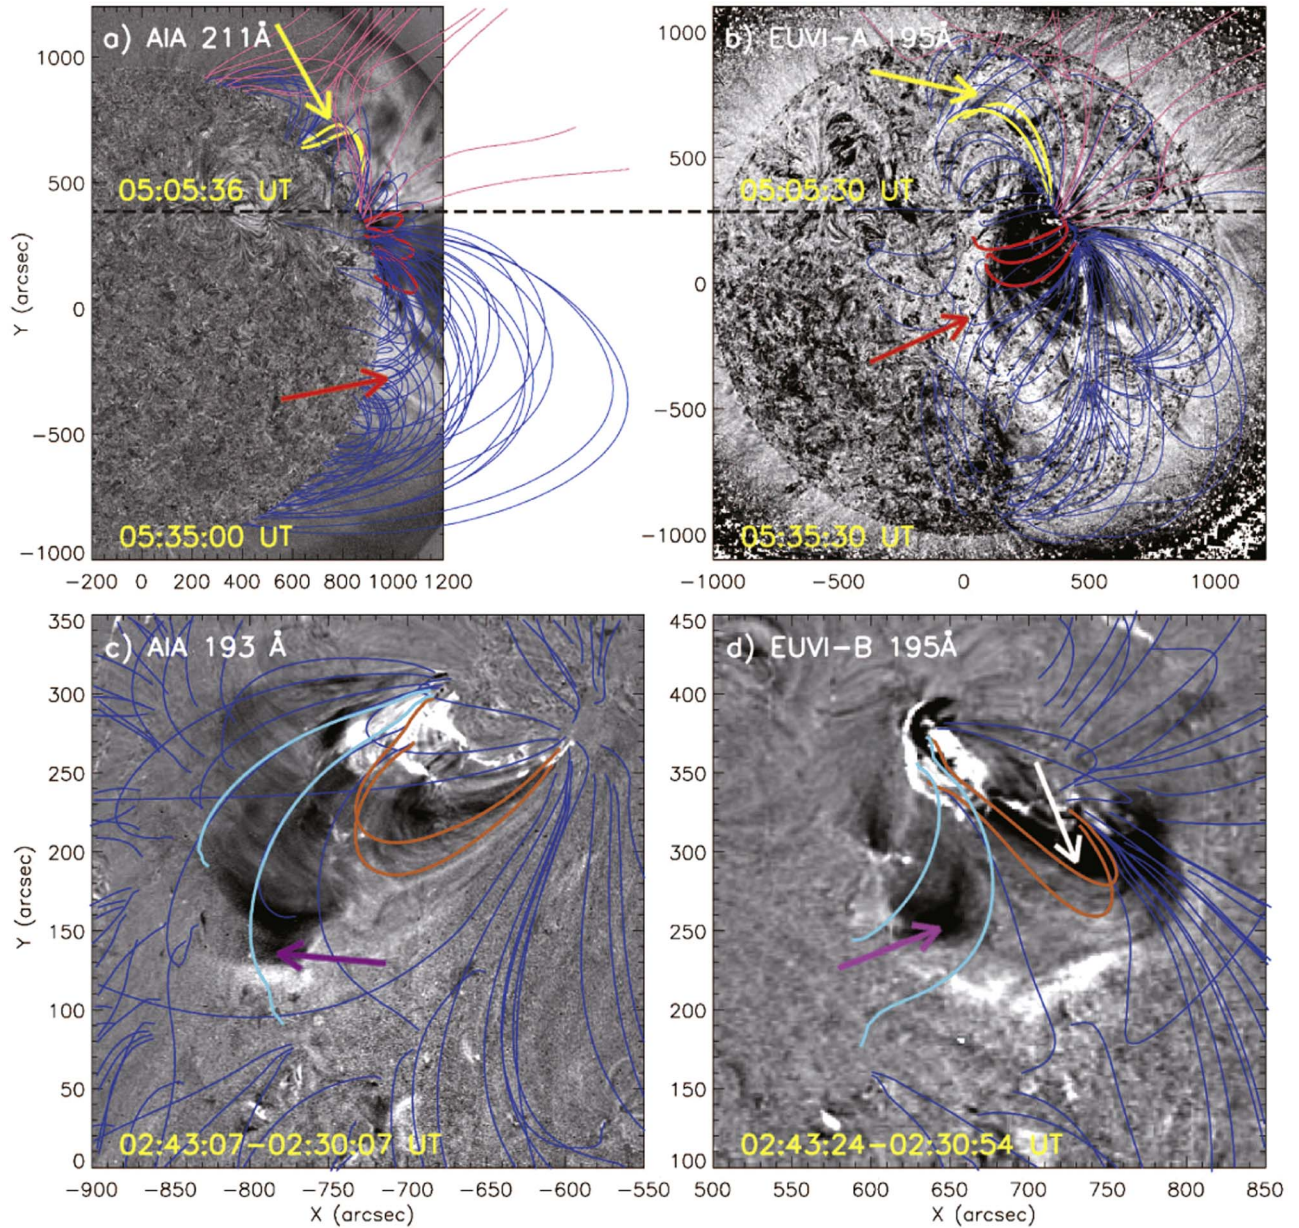 a) AIA 211Å
b) EUVI-A 195Å
1000
500
0
-500
-1000
Y (arcsec)
05:05:36 UT
05:35:00 UT
-200 0 200 400 600 800 1000 1200
1000
500
0
-500
-1000
05:05:30 UT
05:35:30 UT
-1000 -500 0 500 1000
c) AIA 193 Å
350
300
250
200
150
100
50
0
Y (arcsec)
02:43:07-02:30:07 UT
-900 -850 -800 -750 -700 -650 -600 -550
X (arcsec)
d) EUVI-B 195Å
450
400
350
300
250
200
150
100
02:43:24-02:30:54 UT
500 550 600 650 700 750 800 850
X (arcsec)